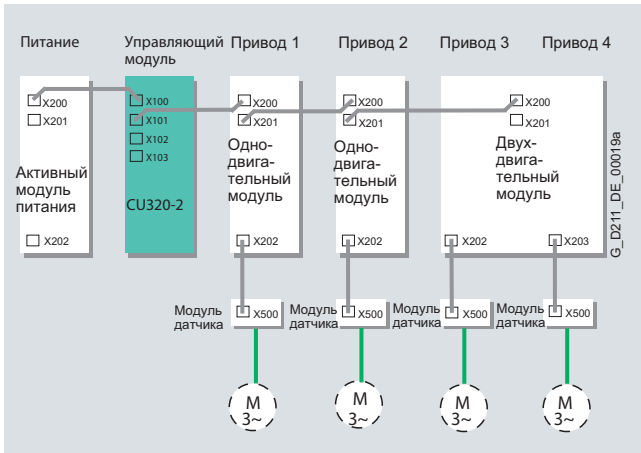 Питание
Управляющий
модуль
Привод 1
Привод 2
Привод 3
Привод 4
X200
X201
Активный
модуль
питания
X202
X100
X101
X102
X103
CU320-2
X200
X201
Одно-
двига-
тельный
модуль
X202
X200
X201
Одно-
двига-
тельный
модуль
X202
X200
X201
Двух-
двига-
тельный
модуль
X202
X203
G_D211_DE_00019a
Модуль
датчика
X500
Модуль
датчика
X500
Модуль
датчика
X500
Модуль
датчика
X500
M
3~
M
3~
M
3~
M
3~